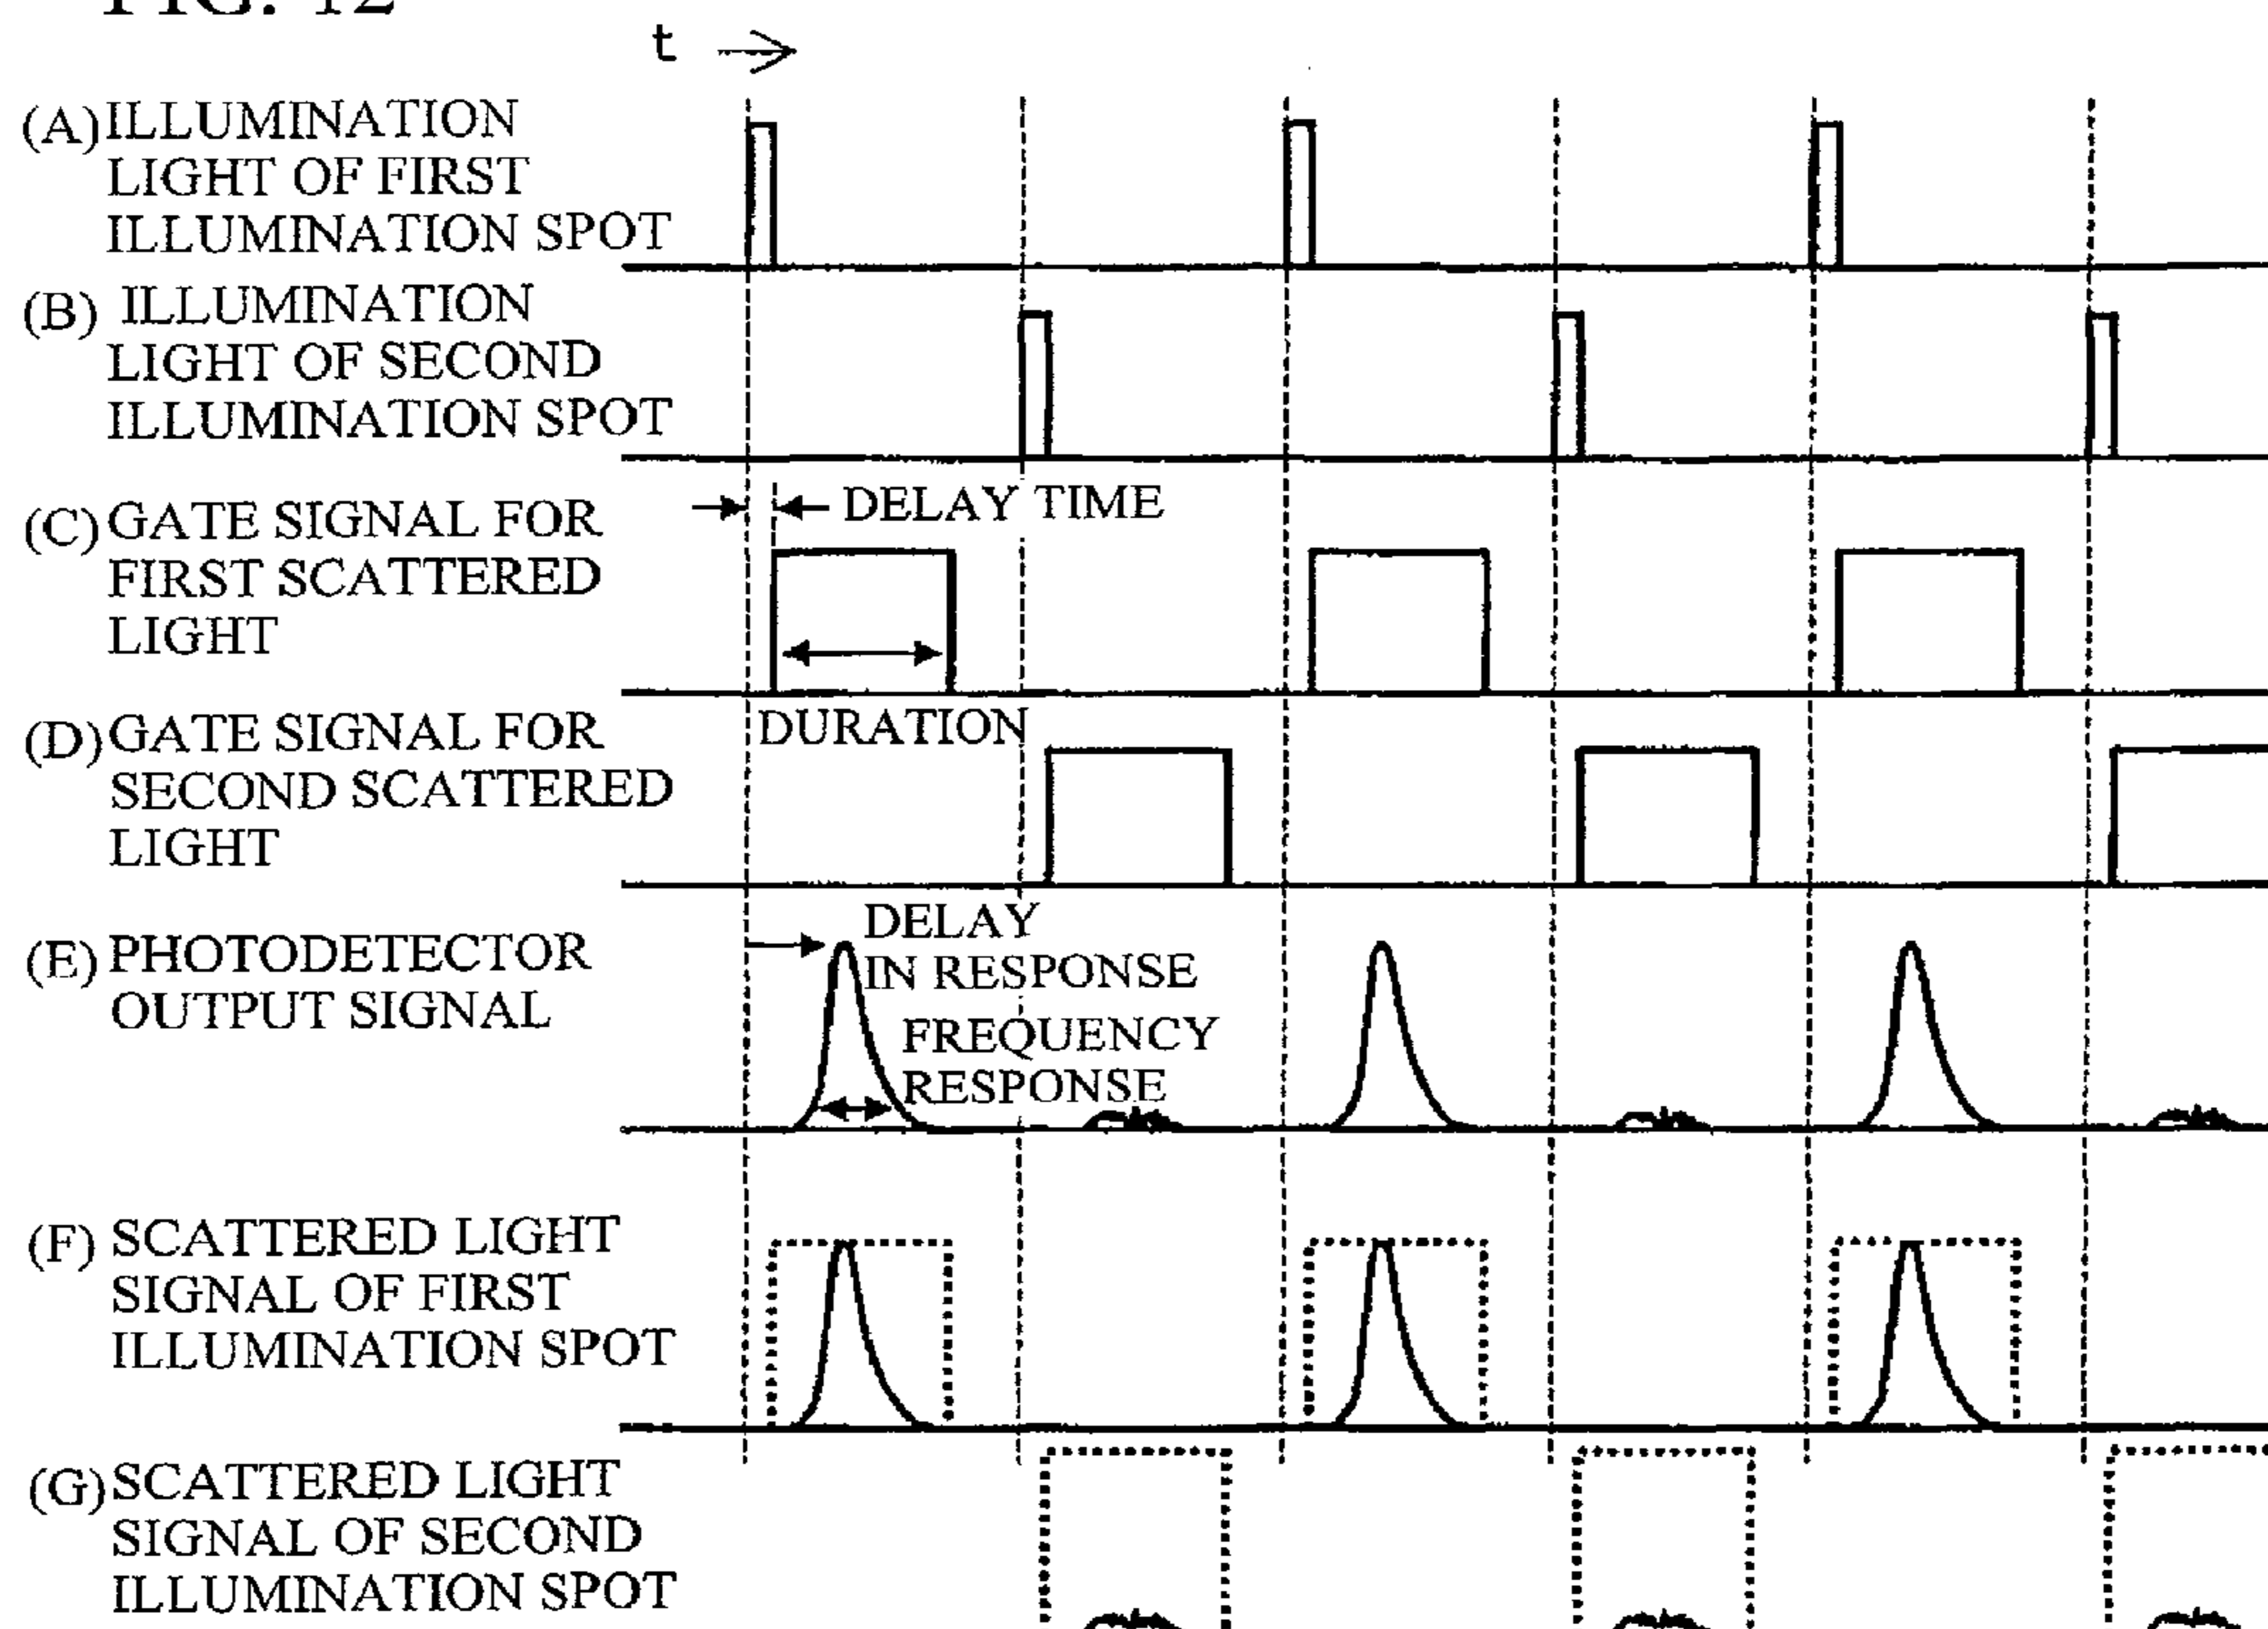 FIG. 12
t
(A) ILLUMINATION
LIGHT OF FIRST
ILLUMINATION SPOT
(B) ILLUMINATION
LIGHT OF SECOND
ILLUMINATION SPOT
(C) GATE SIGNAL FOR
FIRST SCATTERED
LIGHT
DELAY TIME
DURATION
(D) GATE SIGNAL FOR
SECOND SCATTERED
LIGHT
(E) PHOTODETECTOR
OUTPUT SIGNAL
DELAY
IN RESPONSE
FREQUENCY
RESPONSE
(F) SCATTERED LIGHT
SIGNAL OF FIRST
ILLUMINATION SPOT
(G) SCATTERED LIGHT
SIGNAL OF SECOND
ILLUMINATION SPOT